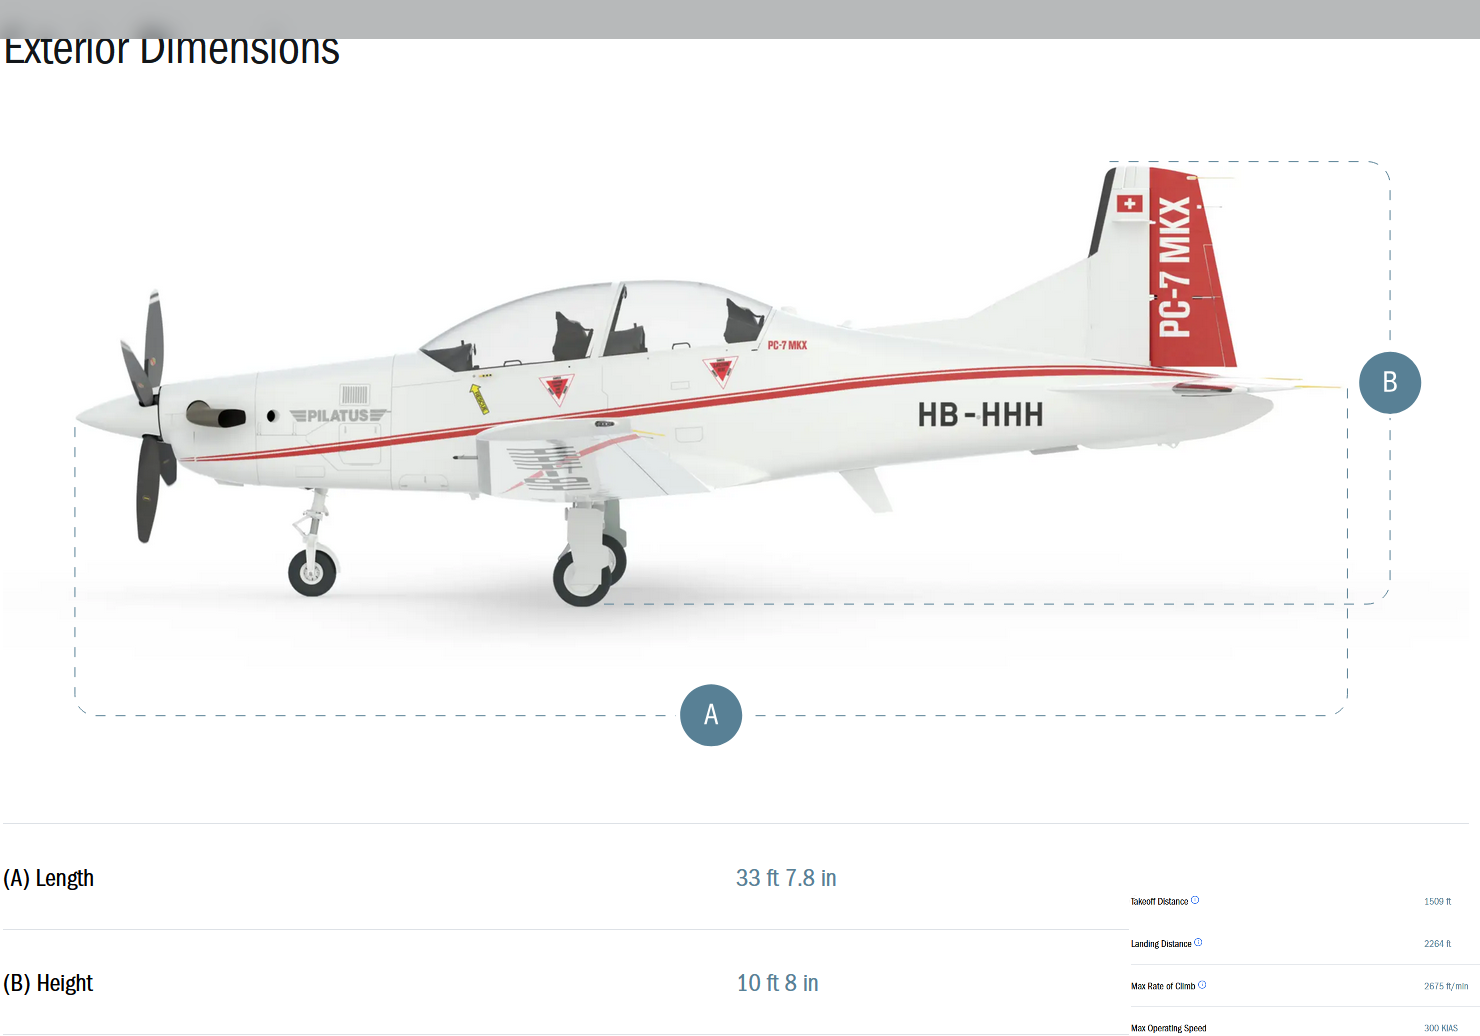 Exterior Dimensions
PC-7 MKX
PC-7 MKX
PILATUS
HB-HHH
B
A
(A) Length 33 ft 7.8 in
Takeoff Distance 1509 ft
Landing Distance 2264 ft
(B) Height 10 ft 8 in
Max Rate of Climb 2675 ft/min
Max Operating Speed 300 KIAS